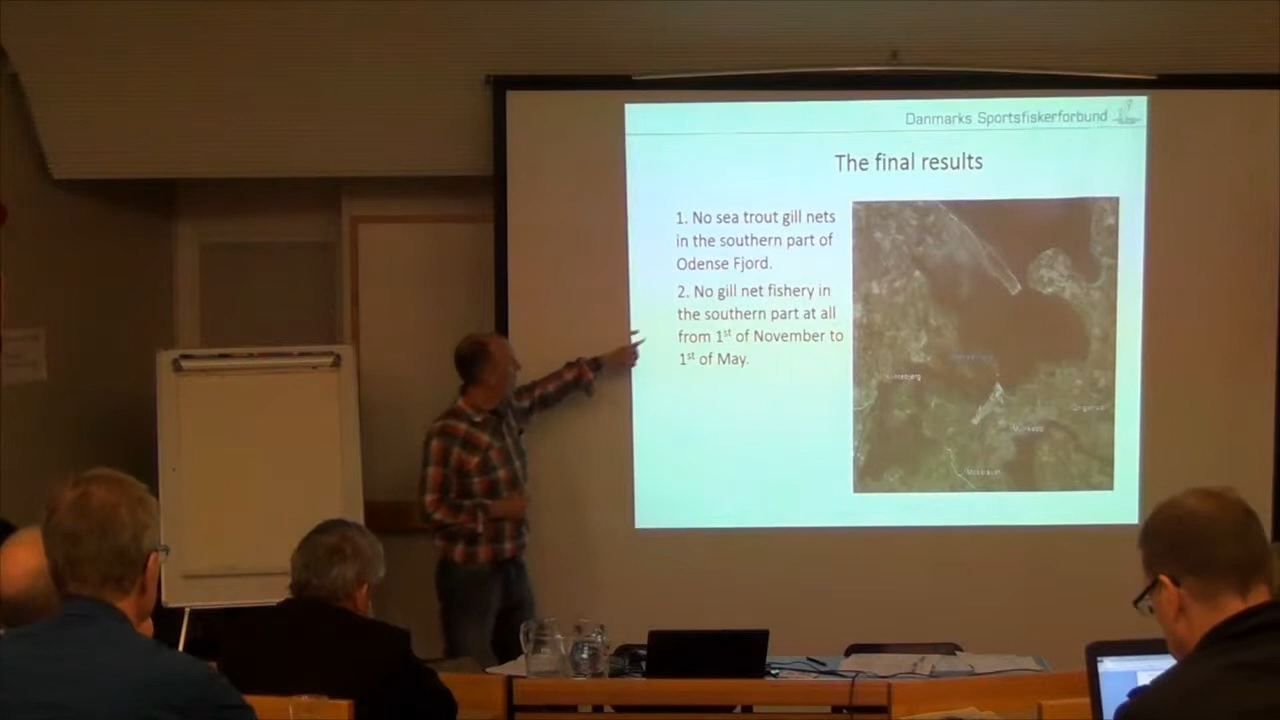 Danmarks Sportsfiskerforbund
The final results
1. No sea trout gill nets
in the southern part of
Odense Fjord.
2. No gill net fishery in
the southern part at all
from 1st of November to
1st of May.